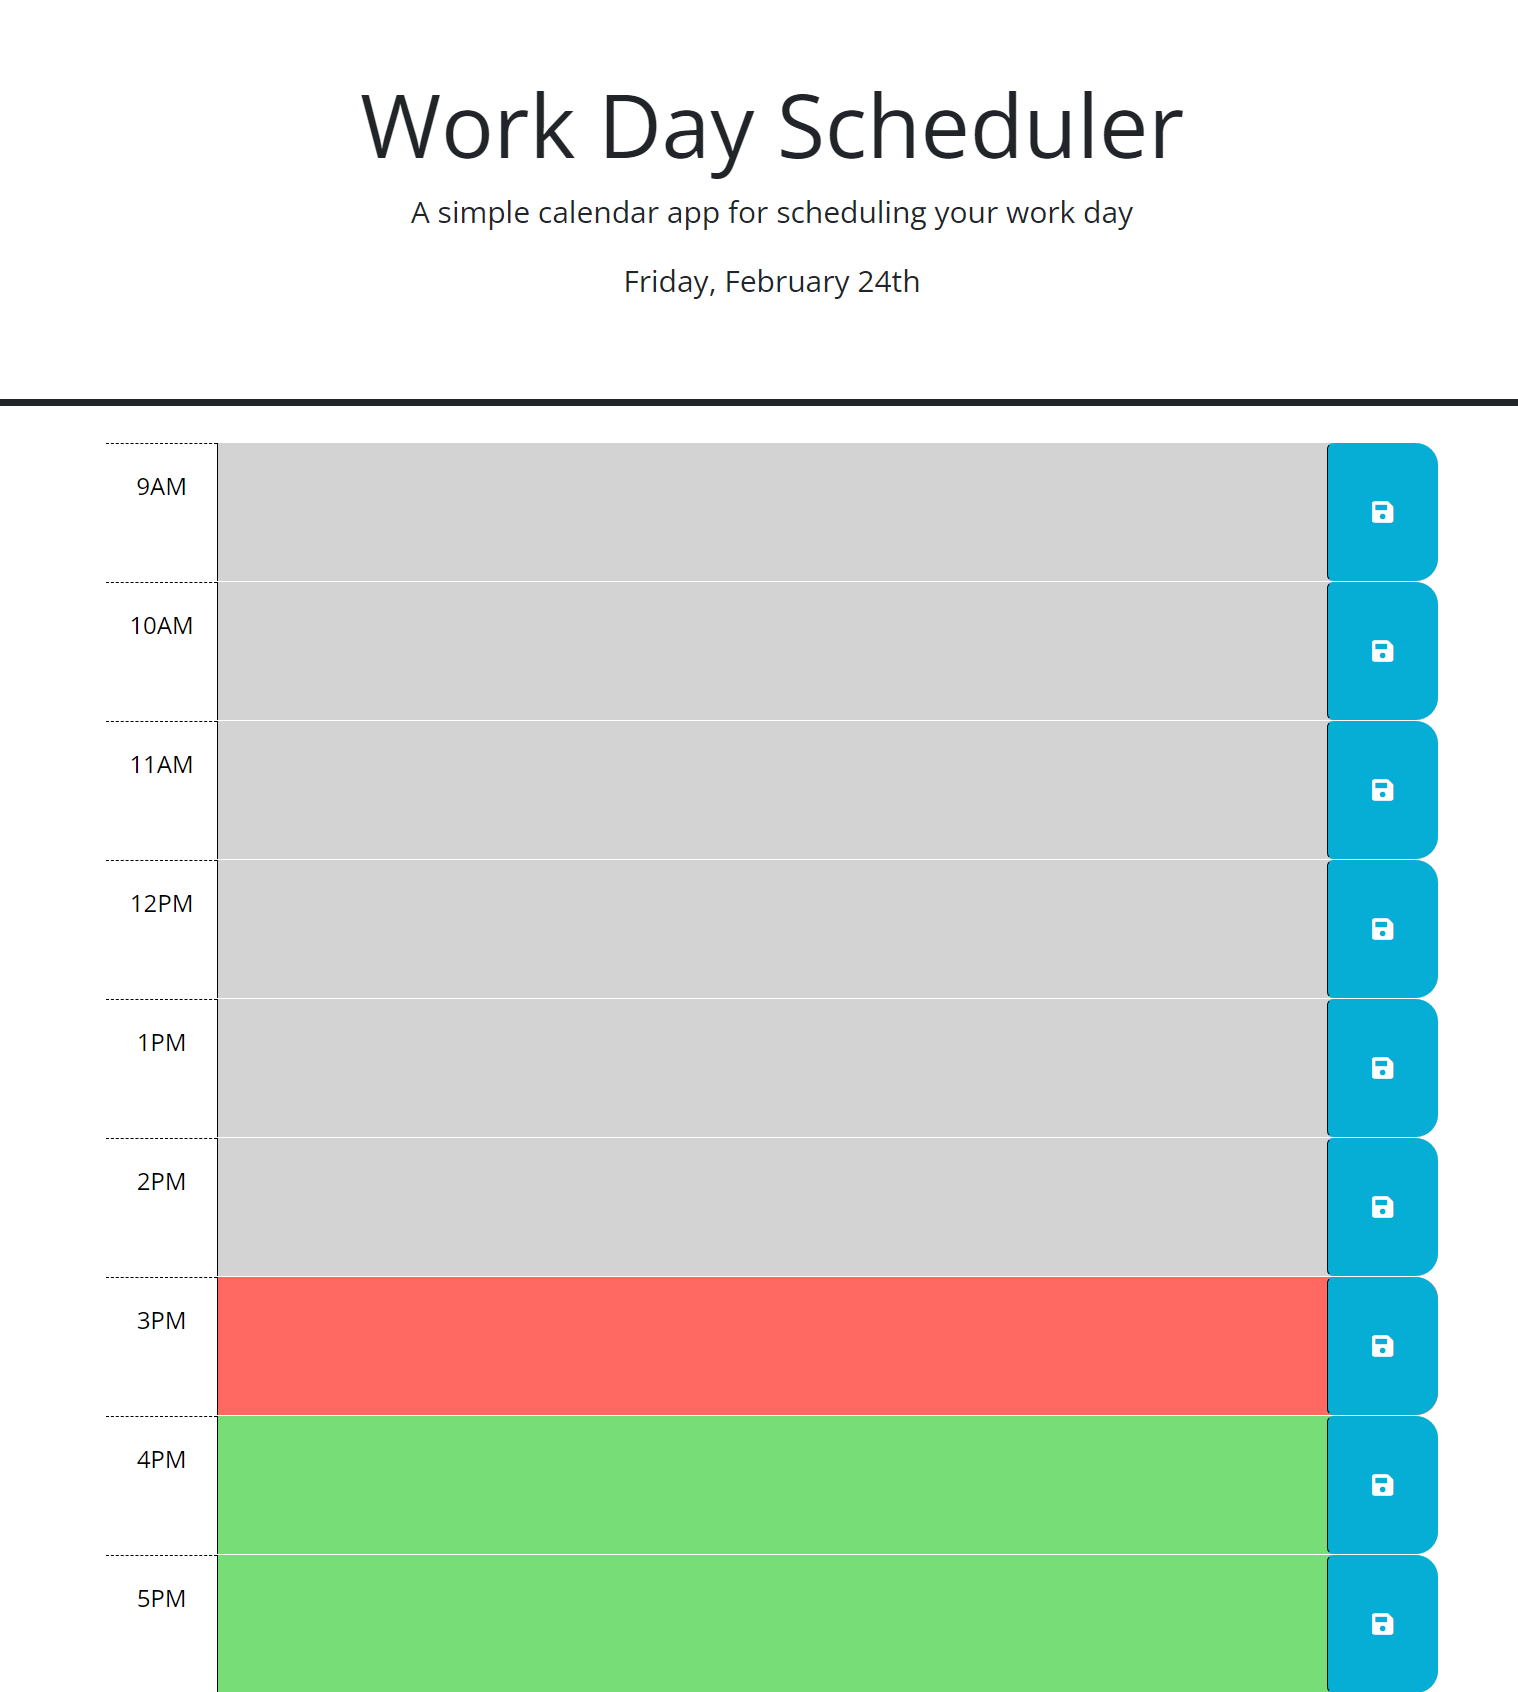 Work Day Scheduler
A simple calendar app for scheduling your work day
Friday, February 24th
9AM
10AM
11AM
12PM
1PM
2PM
3PM
4PM
5PM